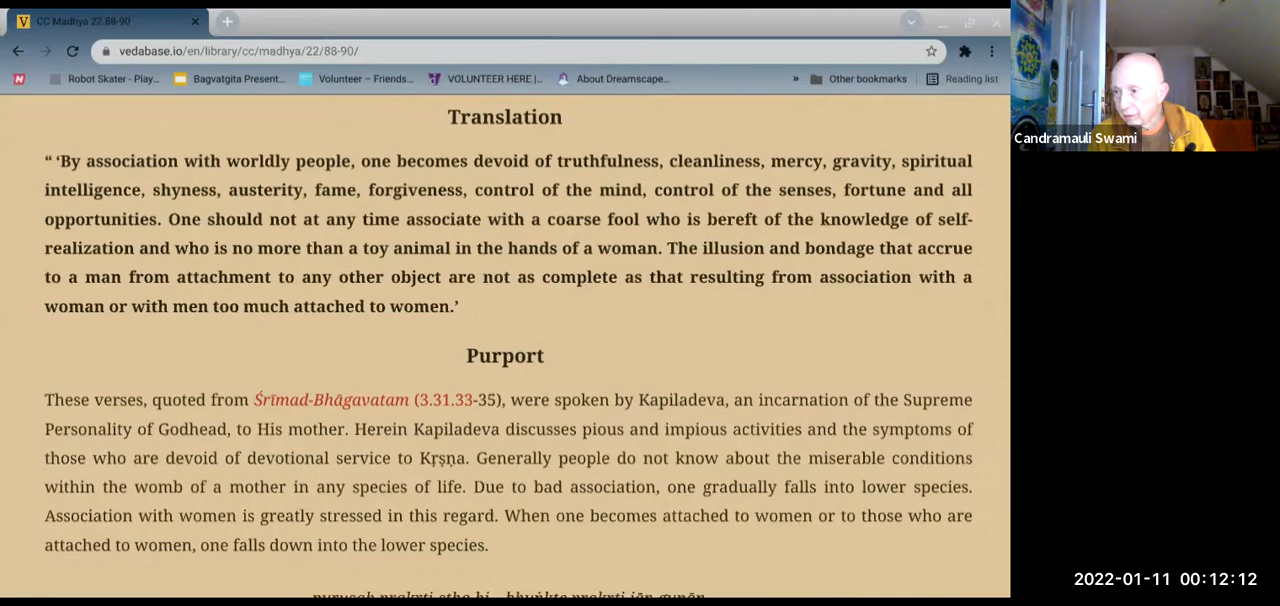 CC Madhya 22.88-90
vedabase.io/en/library/cc/madhya/22/88-90/
Robot Skater - Play... Bagvatgita Present... Volunteer – Friends... VOLUNTEER HERE |... About Dreamscape... » Other bookmarks Reading list
Candramauli Swami
Translation
“ ‘By association with worldly people, one becomes devoid of truthfulness, cleanliness, mercy, gravity, spiritual
intelligence, shyness, austerity, fame, forgiveness, control of the mind, control of the senses, fortune and all
opportunities. One should not at any time associate with a coarse fool who is bereft of the knowledge of self-
realization and who is no more than a toy animal in the hands of a woman. The illusion and bondage that accrue
to a man from attachment to any other object are not as complete as that resulting from association with a
woman or with men too much attached to women.’
Purport
These verses, quoted from Śrīmad-Bhāgavatam (3.31.33-35), were spoken by Kapiladeva, an incarnation of the Supreme
Personality of Godhead, to His mother. Herein Kapiladeva discusses pious and impious activities and the symptoms of
those who are devoid of devotional service to Kṛṣṇa. Generally people do not know about the miserable conditions
within the womb of a mother in any species of life. Due to bad association, one gradually falls into lower species.
Association with women is greatly stressed in this regard. When one becomes attached to women or to those who are
attached to women, one falls down into the lower species.
2022-01-11 00:12:12